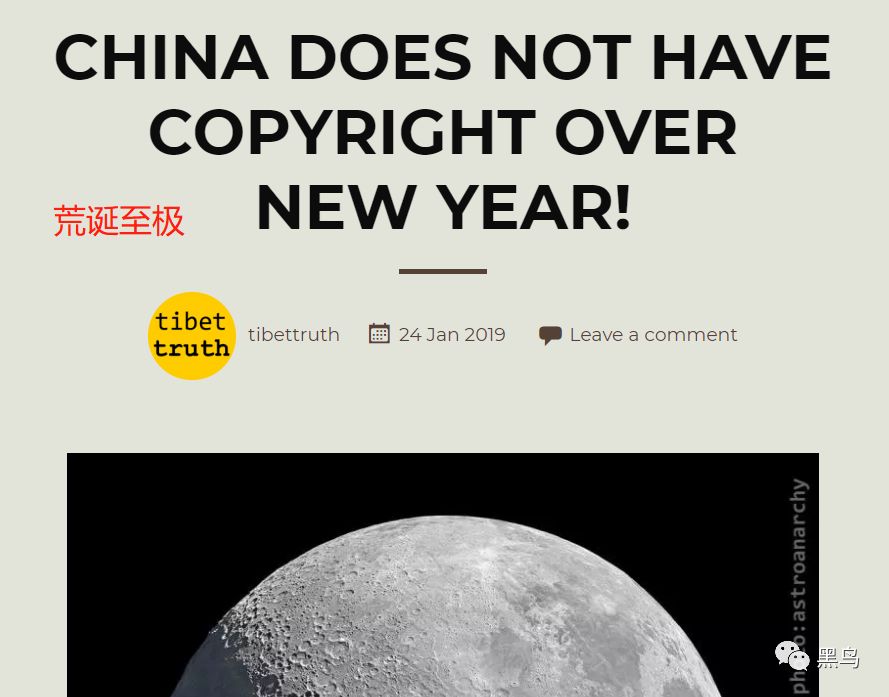 CHINA DOES NOT HAVE
COPYRIGHT OVER
NEW YEAR!
荒诞至极
tibet
truth
tibettruth
24 Jan 2019
Leave a comment
photo:astroanarchy
黑鸟